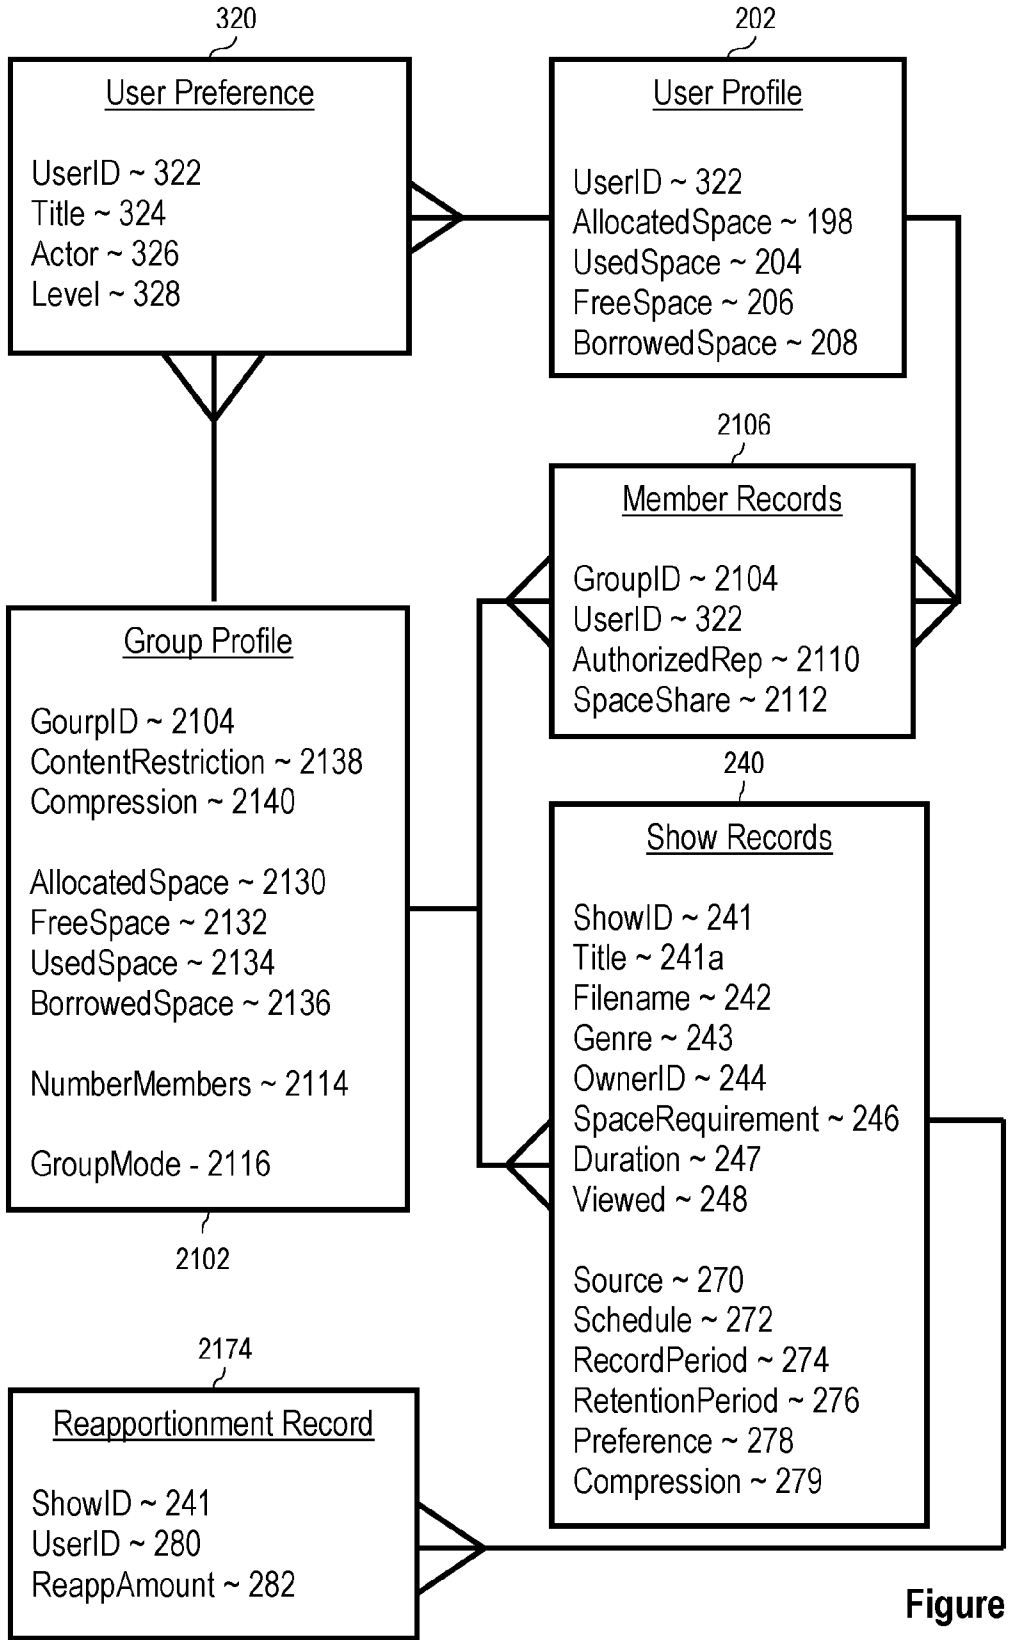 320
User Preference
UserID ~ 322
Title ~ 324
Actor ~ 326
Level ~ 328
202
User Profile
UserID ~ 322
AllocatedSpace ~ 198
UsedSpace ~ 204
FreeSpace ~ 206
BorrowedSpace ~ 208
2106
Member Records
GroupID ~ 2104
UserID ~ 322
AuthorizedRep ~ 2110
SpaceShare ~ 2112
Group Profile
GourpID ~ 2104
ContentRestriction ~ 2138
Compression ~ 2140
AllocatedSpace ~ 2130
FreeSpace ~ 2132
UsedSpace ~ 2134
BorrowedSpace ~ 2136
NumberMembers ~ 2114
GroupMode - 2116
2102
240
Show Records
ShowID ~ 241
Title ~ 241a
Filename ~ 242
Genre ~ 243
OwnerID ~ 244
SpaceRequirement ~ 246
Duration ~ 247
Viewed ~ 248
Source ~ 270
Schedule ~ 272
RecordPeriod ~ 274
RetentionPeriod ~ 276
Preference ~ 278
Compression ~ 279
2174
Reapportionment Record
ShowID ~ 241
UserID ~ 280
ReappAmount ~ 282
Figure